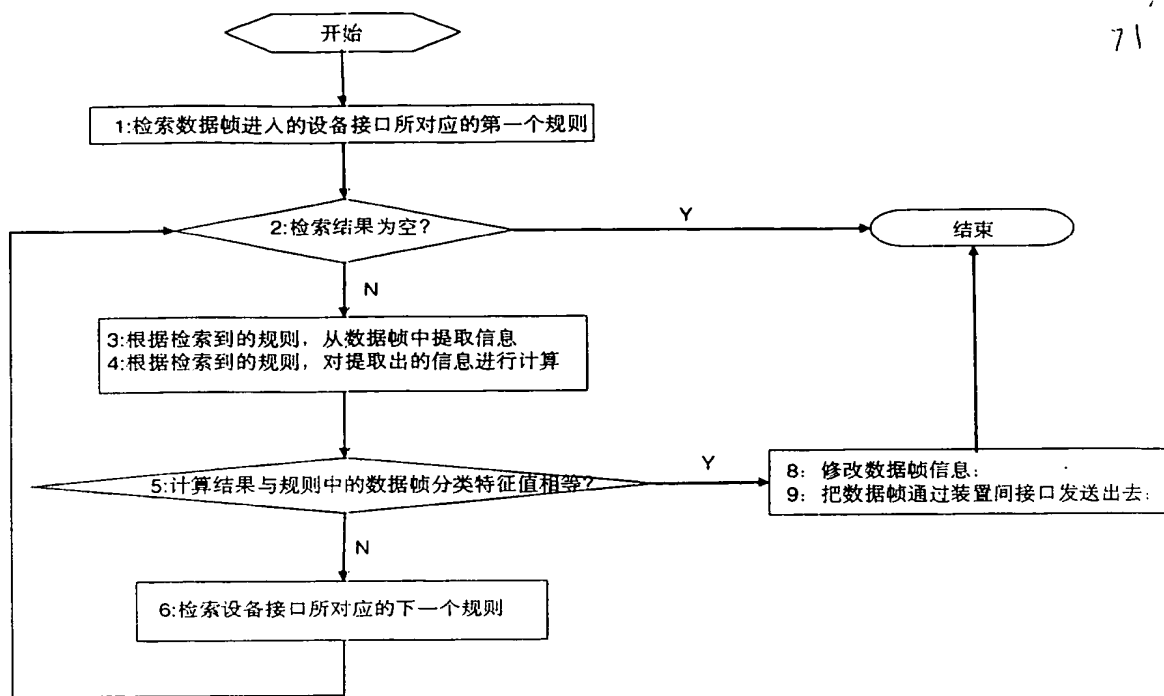 开始
71
1:检索数据帧进入的设备接口所对应的第一个规则
2:检索结果为空?
Y
结束
N
3:根据检索到的规则，从数据帧中提取信息
4:根据检索到的规则，对提取出的信息进行计算
5:计算结果与规则中的数据帧分类特征值相等?
Y
8：修改数据帧信息；
9：把数据帧通过装置间接口发送出去；
N
6:检索设备接口所对应的下一个规则